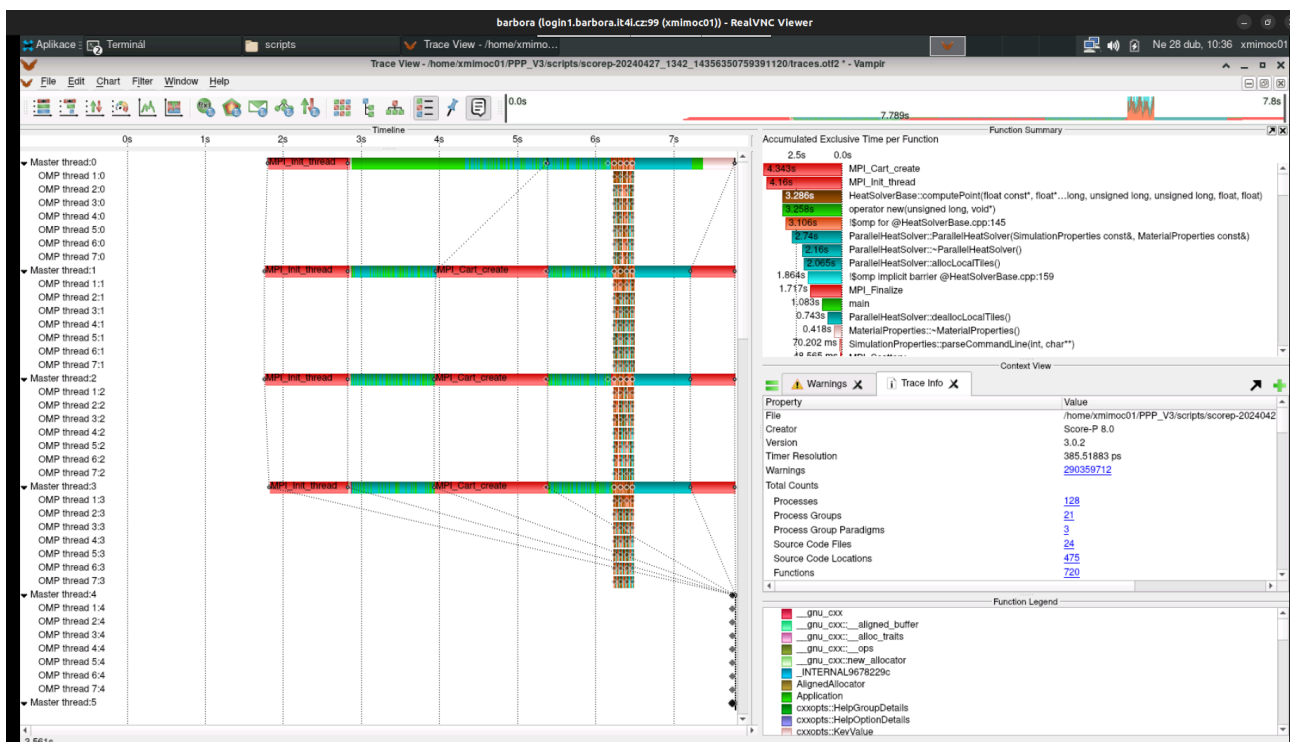 barbora (login1.barbora.it4i.cz:99 (xmimoc01)) - RealVNC Viewer
Aplikace Terminál scripts Trace View - /home/xmimo... Ne 28 dub, 10:36 xmimoc01
Trace View - /home/xmimoc01/PPP_V3/scripts/scorep-20240427_1342_14356350759391120/traces.otf2 * - Vampir
File Edit Chart Filter Window Help
0.0s 7.8s
7.789s
Timeline
0s 1s 2s 3s 4s 5s 6s 7s
Master thread:0 MPI_Init_thread
OMP thread 1:0
OMP thread 2:0
OMP thread 3:0
OMP thread 4:0
OMP thread 5:0
OMP thread 6:0
OMP thread 7:0
Master thread:1 MPI_Init_thread MPI_Cart_create
OMP thread 1:1
OMP thread 2:1
OMP thread 3:1
OMP thread 4:1
OMP thread 5:1
OMP thread 6:1
OMP thread 7:1
Master thread:2 MPI_Init_thread MPI_Cart_create
OMP thread 1:2
OMP thread 2:2
OMP thread 3:2
OMP thread 4:2
OMP thread 5:2
OMP thread 6:2
OMP thread 7:2
Master thread:3 MPI_Init_thread MPI_Cart_create
OMP thread 1:3
OMP thread 2:3
OMP thread 3:3
OMP thread 4:3
OMP thread 5:3
OMP thread 6:3
OMP thread 7:3
Master thread:4
OMP thread 1:4
OMP thread 2:4
OMP thread 3:4
OMP thread 4:4
OMP thread 5:4
OMP thread 6:4
OMP thread 7:4
Master thread:5
3.561s
Function Summary
Accumulated Exclusive Time per Function
2.5s 0.0s
4.343s MPI_Cart_create
4.16s MPI_Init_thread
3.286s HeatSolverBase::computePoint(float const*, float*...long, unsigned long, unsigned long, float, float)
3.258s operator new(unsigned long, void*)
3.106s !$omp for @HeatSolverBase.cpp:145
2.74s ParallelHeatSolver::ParallelHeatSolver(SimulationProperties const&, MaterialProperties const&)
2.16s ParallelHeatSolver::~ParallelHeatSolver()
2.065s ParallelHeatSolver::allocLocalTiles()
1.864s !$omp implicit barrier @HeatSolverBase.cpp:159
1.717s MPI_Finalize
1.083s main
0.743s ParallelHeatSolver::deallocLocalTiles()
0.418s MaterialProperties::~MaterialProperties()
70.202 ms SimulationProperties::parseCommandLine(int, char**)
Context View
Warnings Trace Info
Property Value
File /home/xmimoc01/PPP_V3/scripts/scorep-2024042
Creator Score-P 8.0
Version 3.0.2
Timer Resolution 385.51883 ps
Warnings 290359712
Total Counts
Processes 128
Process Groups 21
Process Group Paradigms 3
Source Code Files 24
Source Code Locations 475
Functions 720
Function Legend
__gnu_cxx
__gnu_cxx::__aligned_buffer
__gnu_cxx::__alloc_traits
__gnu_cxx::__ops
__gnu_cxx::new_allocator
_INTERNAL9678229c
AlignedAllocator
Application
cxxopts::HelpGroupDetails
cxxopts::HelpOptionDetails
cxxopts::KeyValue